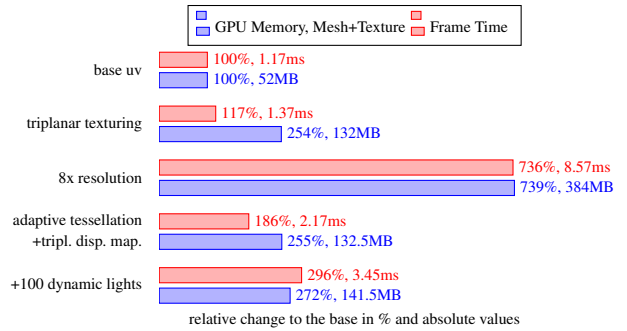 GPU Memory, Mesh+Texture Frame Time
base uv
100%, 1.17ms
100%, 52MB
triplanar texturing
117%, 1.37ms
254%, 132MB
8x resolution
736%, 8.57ms
739%, 384MB
adaptive tessellation
+tripl. disp. map.
186%, 2.17ms
255%, 132.5MB
+100 dynamic lights
296%, 3.45ms
272%, 141.5MB
relative change to the base in % and absolute values